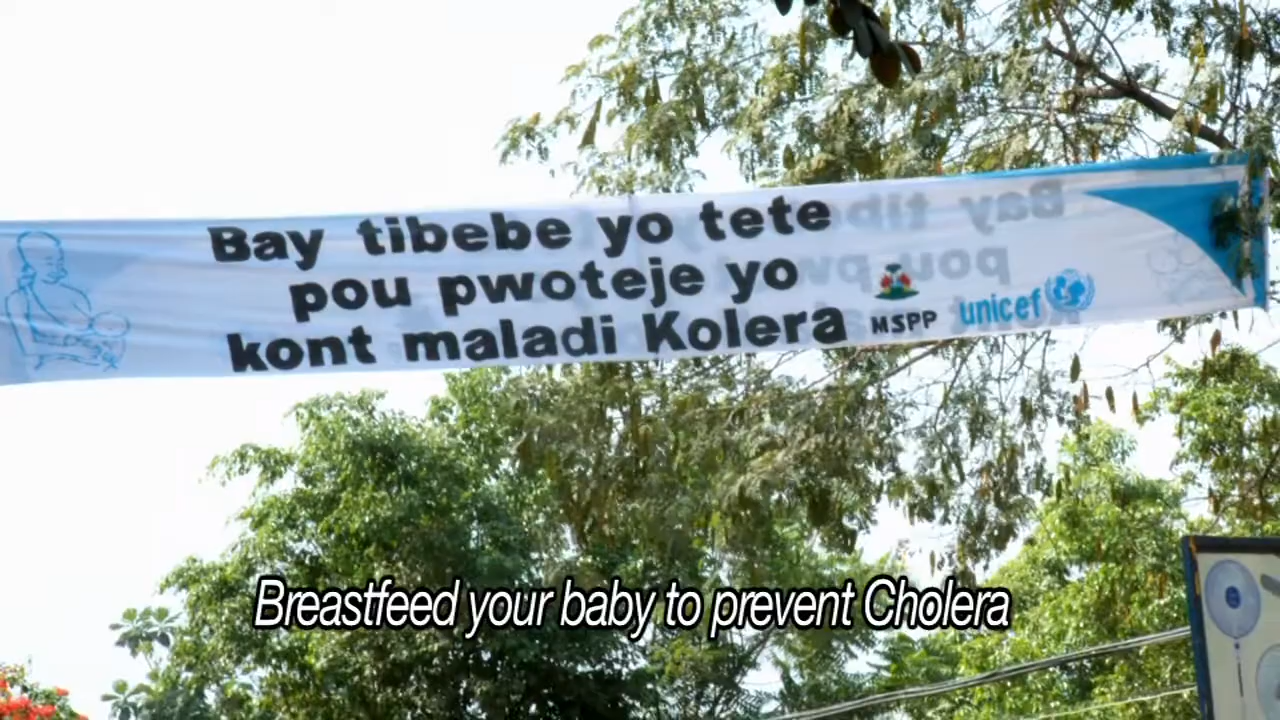 Bay tibebe yo tete
pou pwoteje yo
kont maladi Kolera
MSPP
unicef
Breastfeed your baby to prevent Cholera